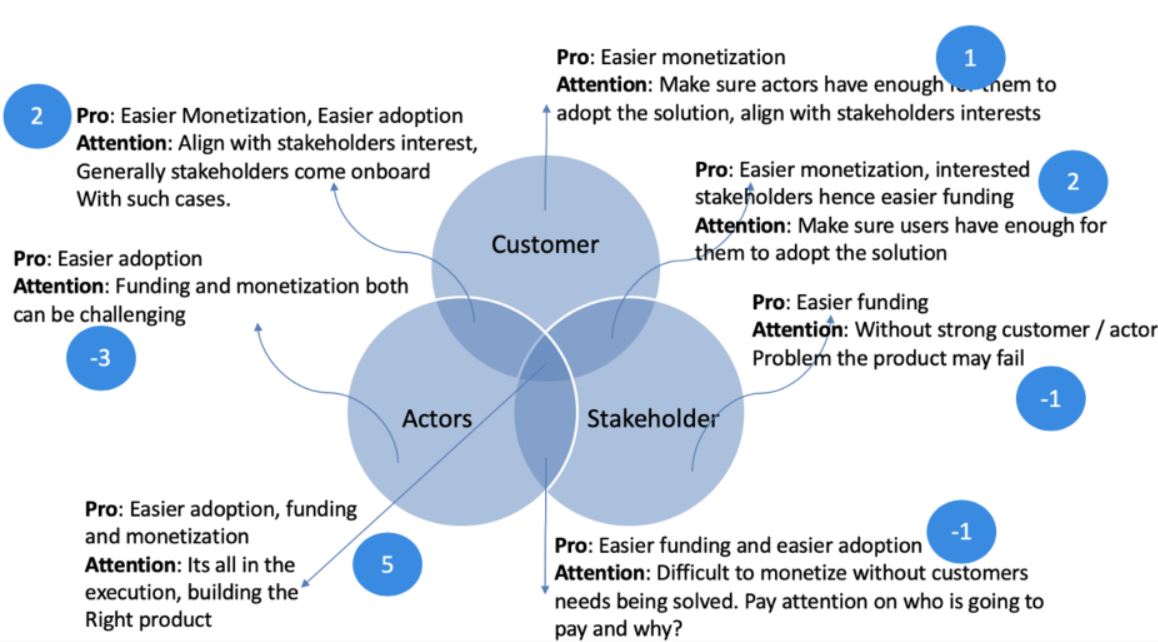 1
Pro: Easier monetization
Attention: Make sure actors have enough for them to
adopt the solution, align with stakeholders interests
2
Pro: Easier Monetization, Easier adoption
Attention: Align with stakeholders interest,
Generally stakeholders come onboard
With such cases.
Pro: Easier monetization, interested
stakeholders hence easier funding
Attention: Make sure users have enough for
them to adopt the solution
2
Customer
Pro: Easier adoption
Attention: Funding and monetization both
can be challenging
-3
Pro: Easier funding
Attention: Without strong customer / actor
Problem the product may fail
-1
Actors
Stakeholder
Pro: Easier adoption, funding
and monetization
Attention: Its all in the
execution, building the
Right product
5
-1
Pro: Easier funding and easier adoption
Attention: Difficult to monetize without customers
needs being solved. Pay attention on who is going to
pay and why?